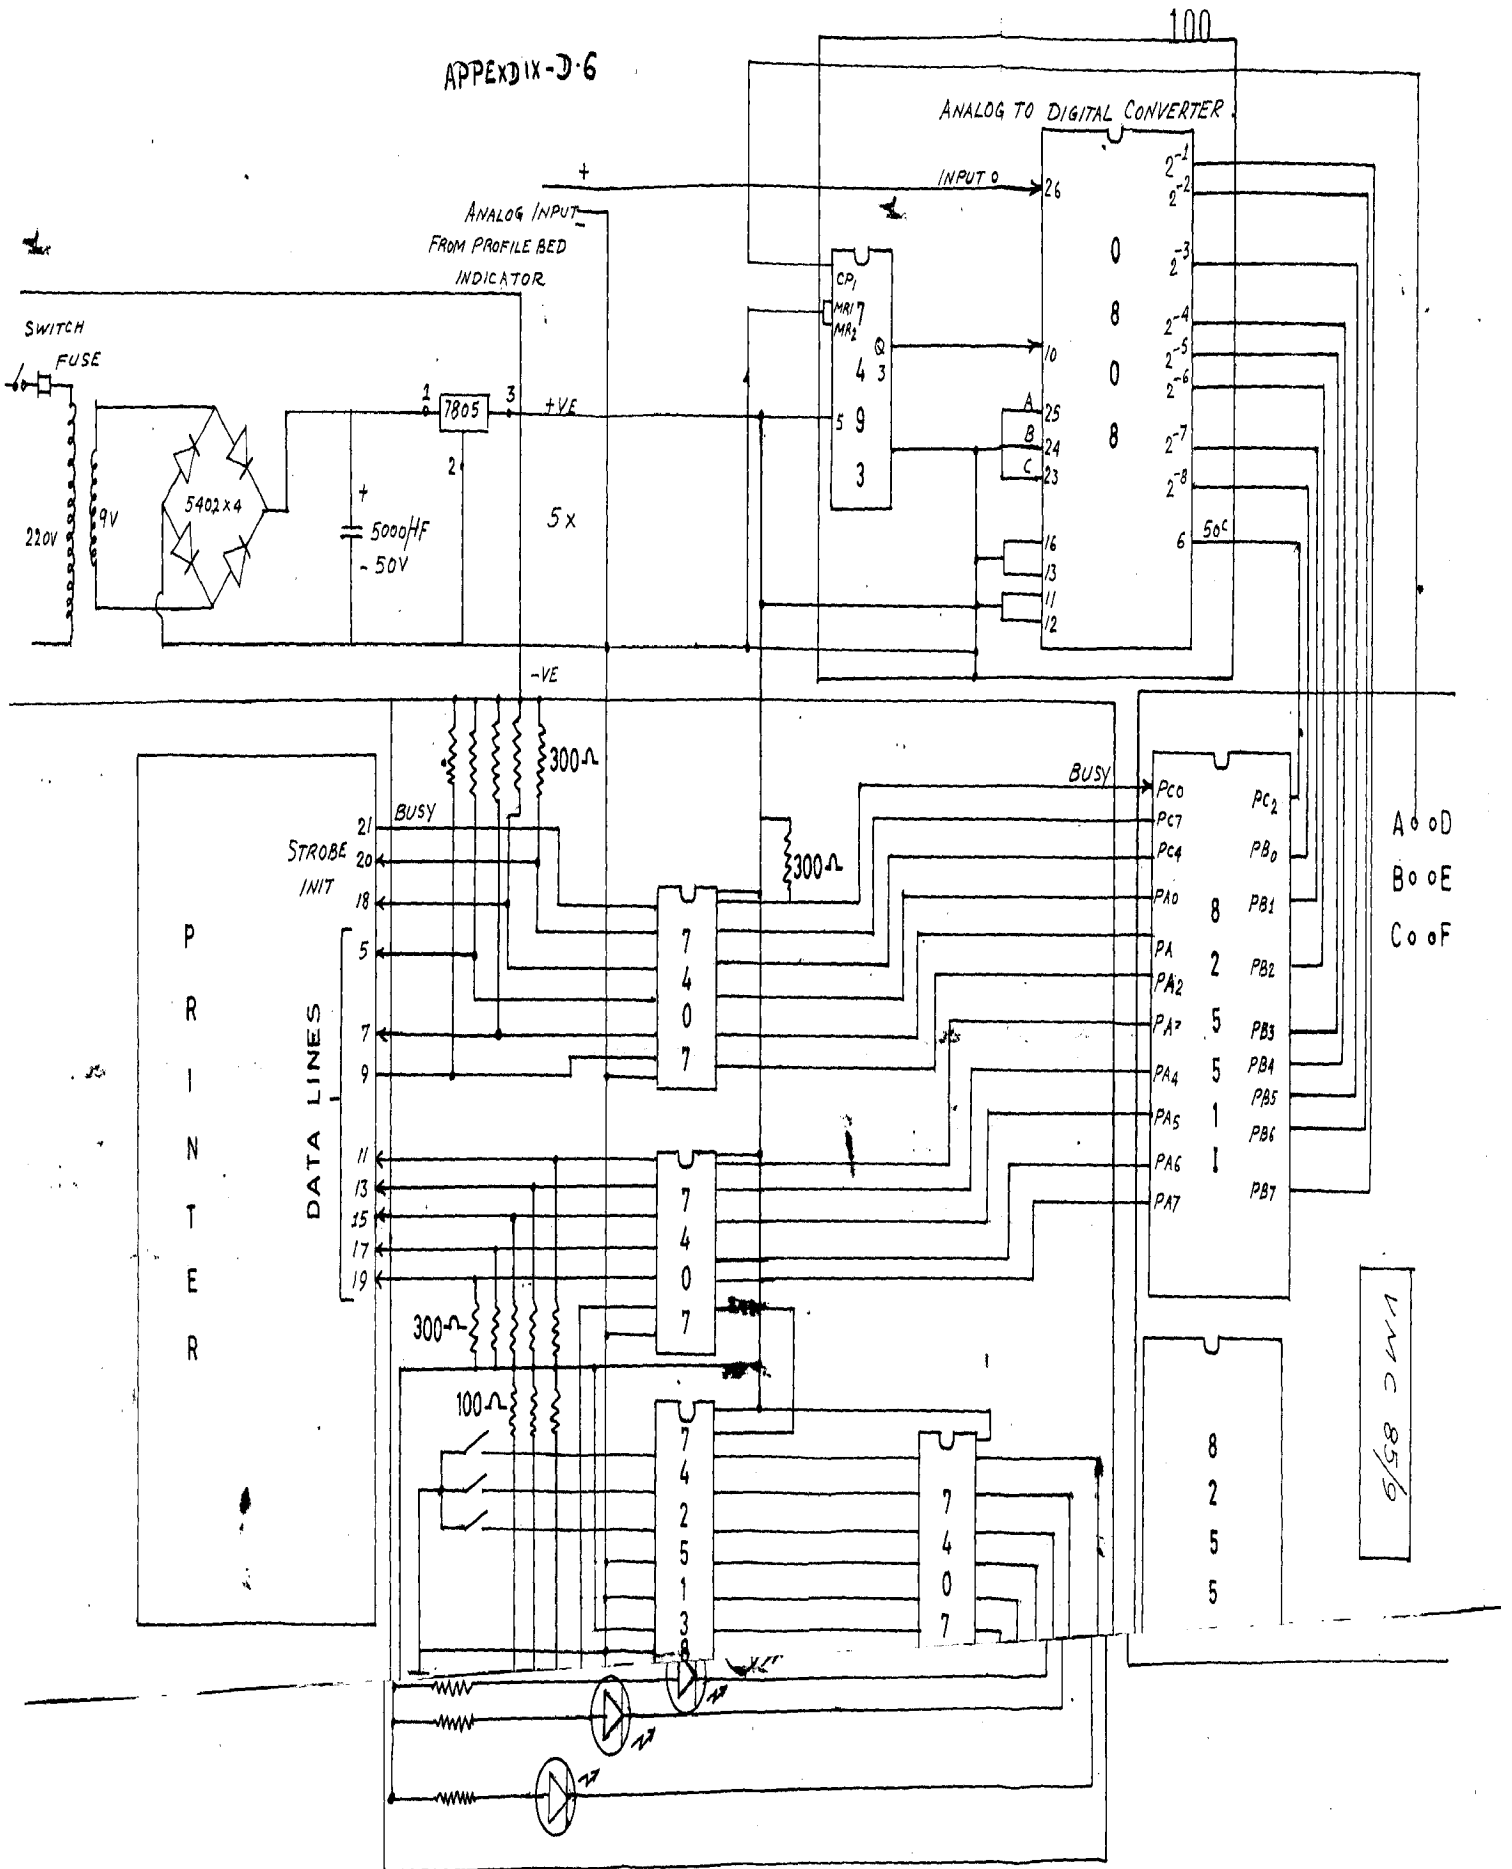 100
APPEXDIX-D.6
ANALOG TO DIGITAL CONVERTER
+
INPUT 0
26
2-1
2-2
2-3
2-4
2-5
2-6
2-7
2-8
6
50C
ANALOG INPUT
-
FROM PROFILE BED
INDICATOR
CP1
MR1
MR2
Q
3
5
7
4
9
3
0
8
0
8
10
A 25
B 24
C 23
16
13
11
12
SWITCH
FUSE
1
7805
3
+VE
2
5402x4
220V
9V
+
5000µF
- 50V
5x
-VE
300Ω
BUSY
21
STROBE 20
INIT
18
5
7
9
11
13
15
17
19
DATA LINES
PRINTER
300Ω
100Ω
7
4
0
7
7
4
0
7
7
4
2
5
1
3
8
7
4
0
7
300Ω
BUSY
PC0
PC7
PC4
PA0
PA
PA2
PA4
PA5
PA6
PA7
8
2
5
5
1
I
PC2
PB0
PB1
PB2
PB3
PB4
PB5
PB6
PB7
A D
B E
C F
8
2
5
5
VMC 85/9